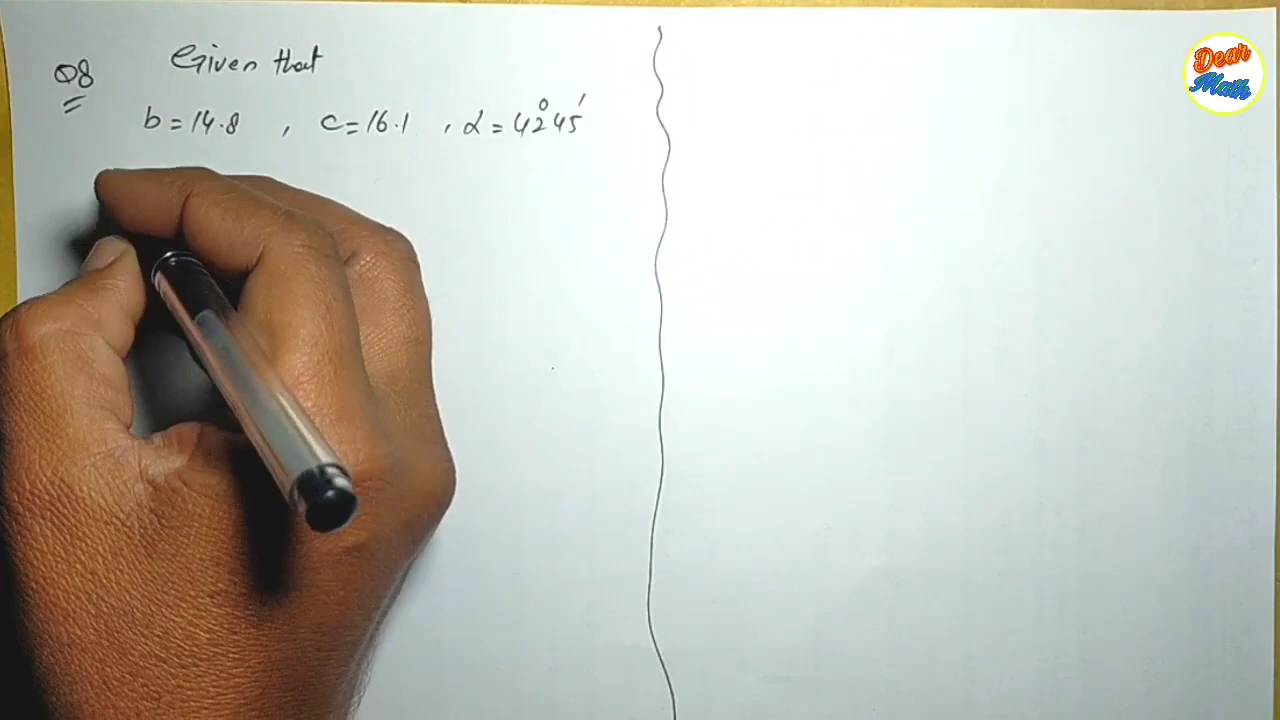 Q8 Given that
b = 14.8 , c = 16.1 , α = 42°45′
Dear
Math